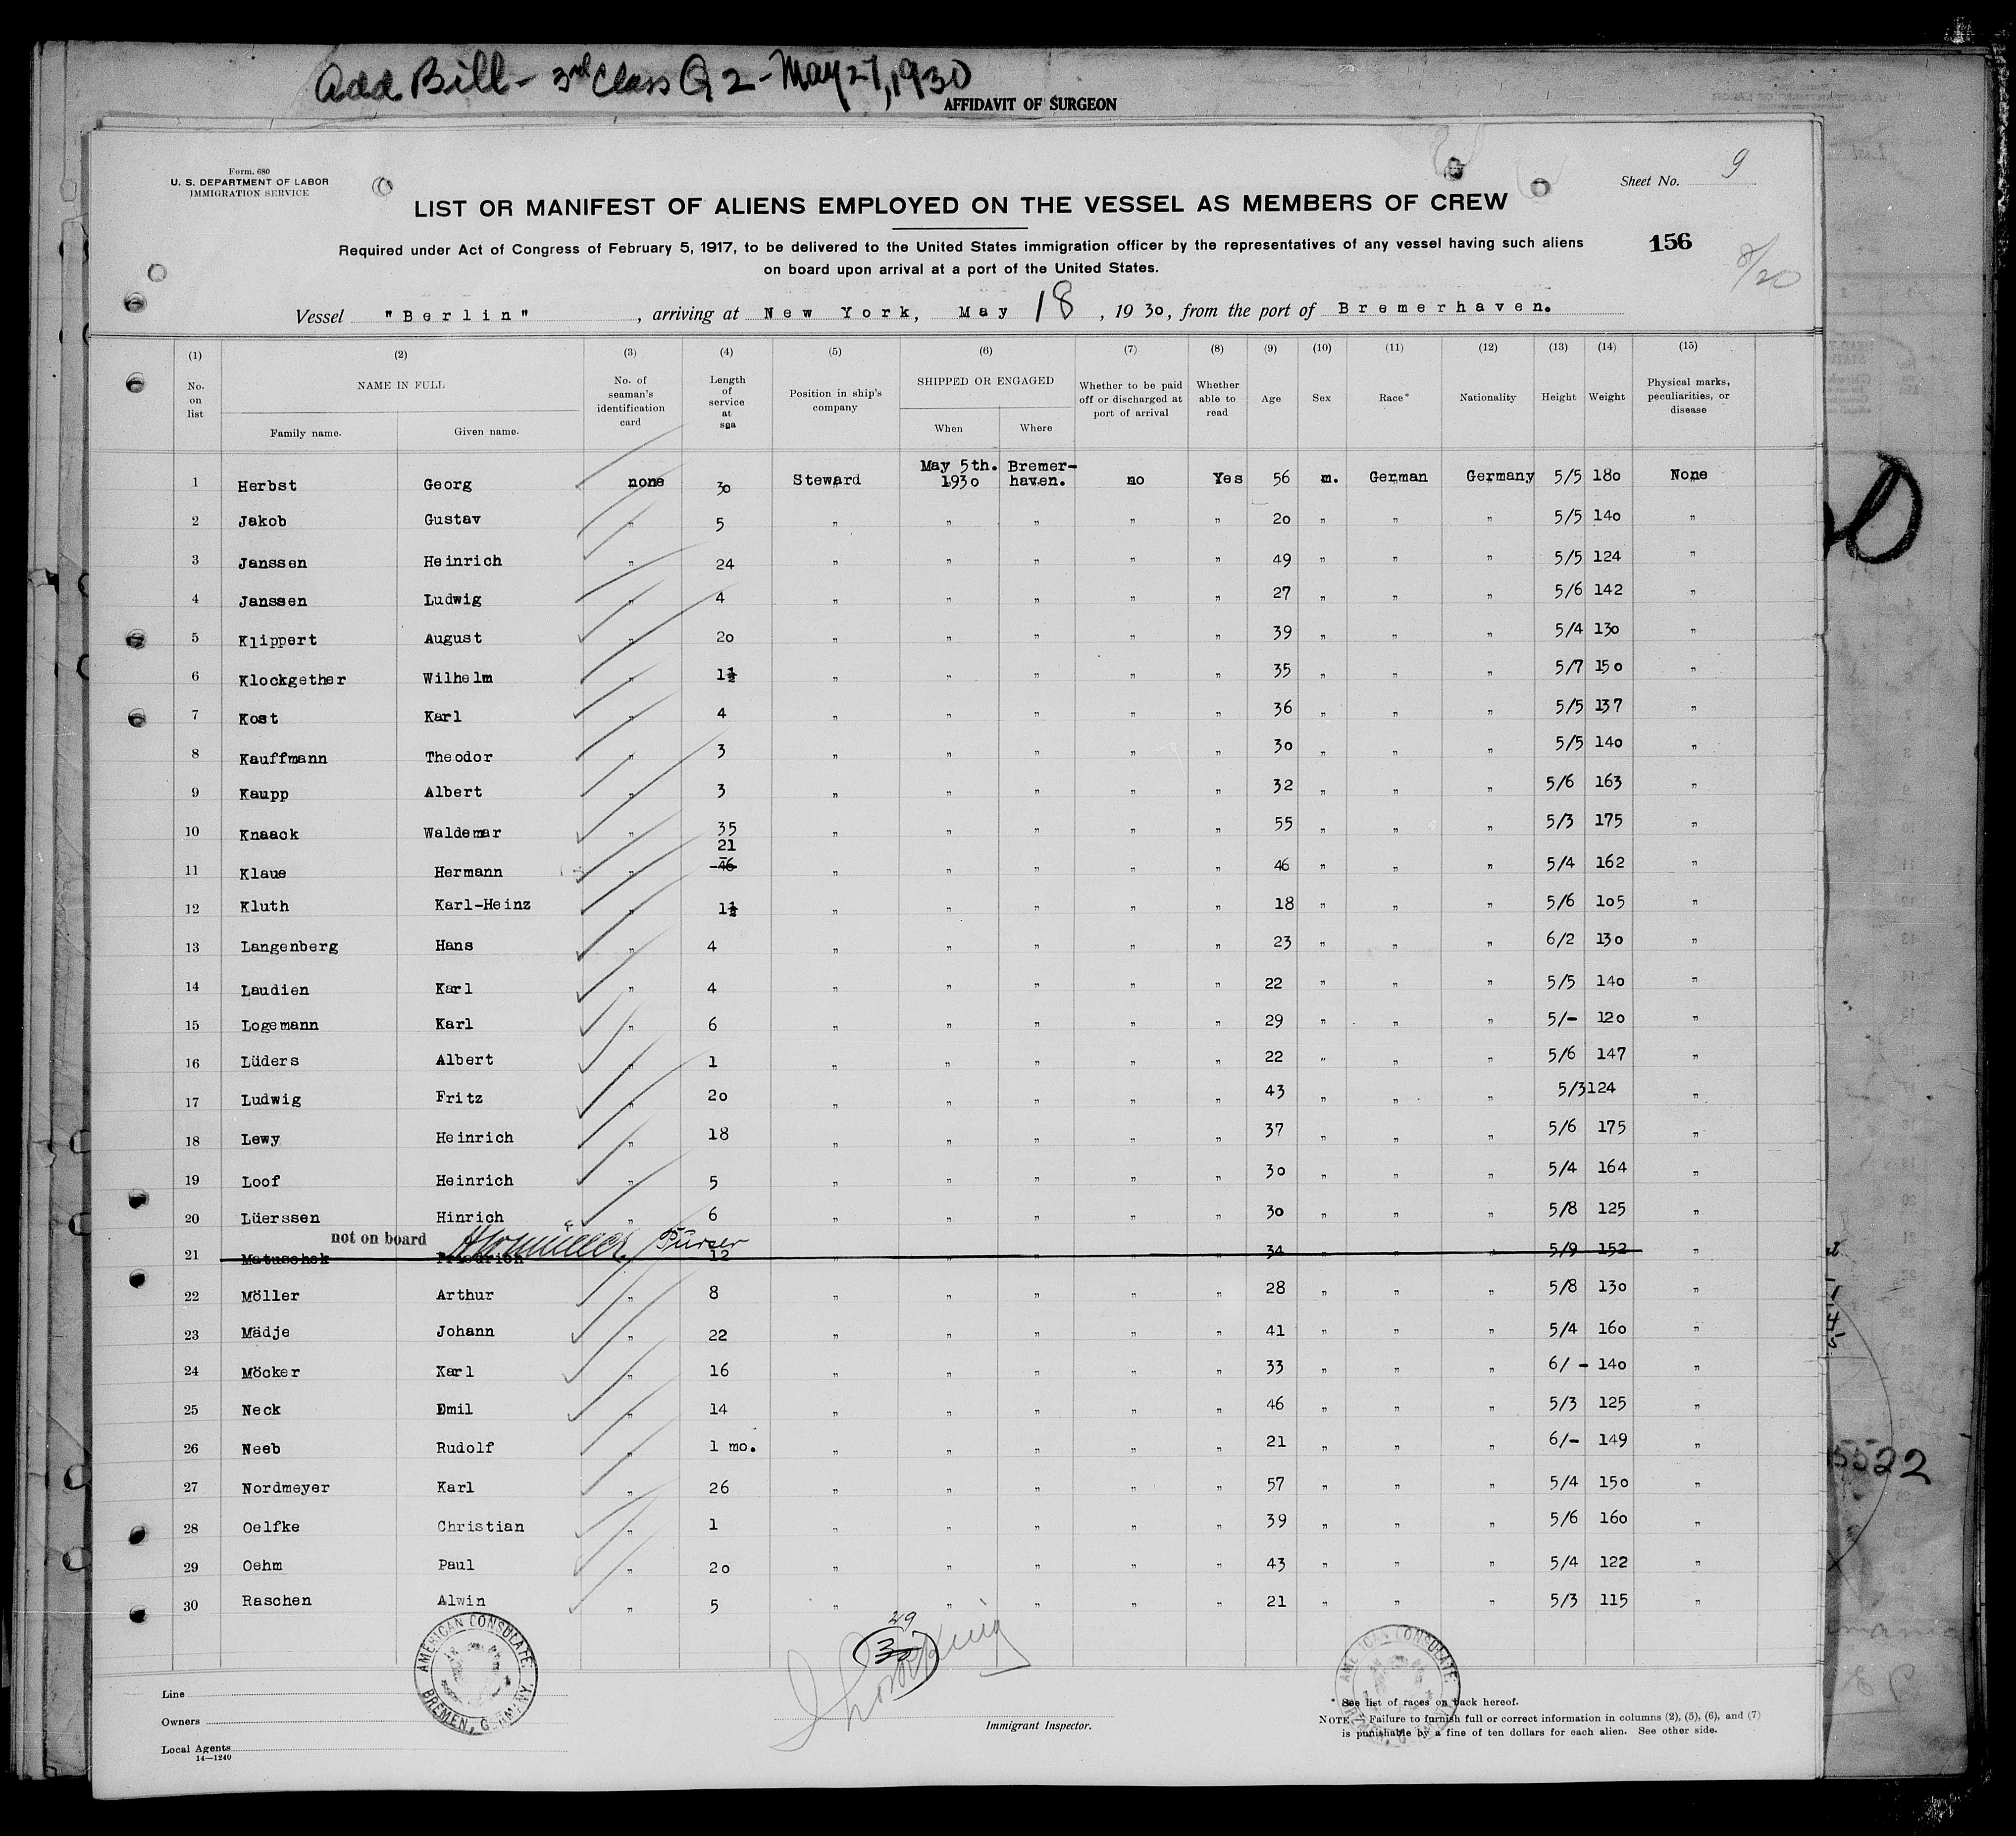 Add Bill - 3rd Class Q 2 - May 27, 1930
AFFIDAVIT OF SURGEON
Form 680
U. S. DEPARTMENT OF LABOR
IMMIGRATION SERVICE
Sheet No. 9
LIST OR MANIFEST OF ALIENS EMPLOYED ON THE VESSEL AS MEMBERS OF CREW
Required under Act of Congress of February 5, 1917, to be delivered to the United States immigration officer by the representatives of any vessel having such aliens
on board upon arrival at a port of the United States.
156
8/20
Vessel "Berlin", arriving at New York, May 18, 1930, from the port of Bremerhaven.
(1) (2) (3) (4) (5) (6) (7) (8) (9) (10) (11) (12) (13) (14) (15)
No. on list NAME IN FULL Family name. Given name. No. of seaman's identification card Length of service at sea Position in ship's company SHIPPED OR ENGAGED When Where Whether to be paid off or discharged at port of arrival Whether able to read Age Sex Race* Nationality Height Weight Physical marks, peculiarities, or disease
1 Herbst Georg none 30 Steward May 5th. 1930 Bremer-haven. no Yes 56 m. German Germany 5/5 180 None
2 Jakob Gustav " 5 " " " " " 20 " " " 5/5 140 "
3 Janssen Heinrich " 24 " " " " " 49 " " " 5/5 124 "
4 Janssen Ludwig " 4 " " " " " 27 " " " 5/6 142 "
5 Klippert August " 20 " " " " " 39 " " " 5/4 130 "
6 Klockgether Wilhelm " 1½ " " " " " 35 " " " 5/7 150 "
7 Kost Karl " 4 " " " " " 36 " " " 5/5 137 "
8 Kauffmann Theodor " 3 " " " " " 30 " " " 5/5 140 "
9 Kaupp Albert " 3 " " " " " 32 " " " 5/6 163 "
10 Knaack Waldemar " 35 " " " " " 55 " " " 5/3 175 "
21
11 Klaue Hermann " 46 " " " " " 46 " " " 5/4 162 "
12 Kluth Karl-Heinz " 1½ " " " " " 18 " " " 5/6 105 "
13 Langenberg Hans " 4 " " " " " 23 " " " 6/2 130 "
14 Laudien Karl " 4 " " " " " 22 " " " 5/5 140 "
15 Logemann Karl " 6 " " " " " 29 " " " 5/- 120 "
16 Lüders Albert " 1 " " " " " 22 " " " 5/6 147 "
17 Ludwig Fritz " 20 " " " " " 43 " " " 5/3 124 "
18 Lewy Heinrich " 18 " " " " " 37 " " " 5/6 175 "
19 Loof Heinrich " 5 " " " " " 30 " " " 5/4 164 "
20 Lüerssen Hinrich " 6 " " " " " 30 " " " 5/8 125 "
not on board Purser
21 Matuschek Friedrich 12 " " " " " 34 " " " 5/9 152 "
22 Möller Arthur " 8 " " " " " 28 " " " 5/8 130 "
23 Mädje Johann " 22 " " " " " 41 " " " 5/4 160 "
24 Möcker Karl " 16 " " " " " 33 " " " 6/- 140 "
25 Neck Emil " 14 " " " " " 46 " " " 5/3 125 "
26 Neeb Rudolf " 1 mo. " " " " " 21 " " " 6/- 149 "
27 Nordmeyer Karl " 26 " " " " " 57 " " " 5/4 150 "
28 Oelfke Christian " 1 " " " " " 39 " " " 5/6 160 "
29 Oehm Paul " 20 " " " " " 43 " " " 5/4 122 "
30 Raschen Alwin " 5 " " " " " 21 " " " 5/3 115 "
29
30
AMERICAN CONSULATE. BREMEN, GERMANY.
AMERICAN CONSULATE
BREMEN, G
Line
Owners
Local Agents
14—1240
Immigrant Inspector.
* See list of races on back hereof.
NOTE.—Failure to furnish full or correct information in columns (2), (5), (6), and (7)
is punishable by a fine of ten dollars for each alien. See other side.
5522